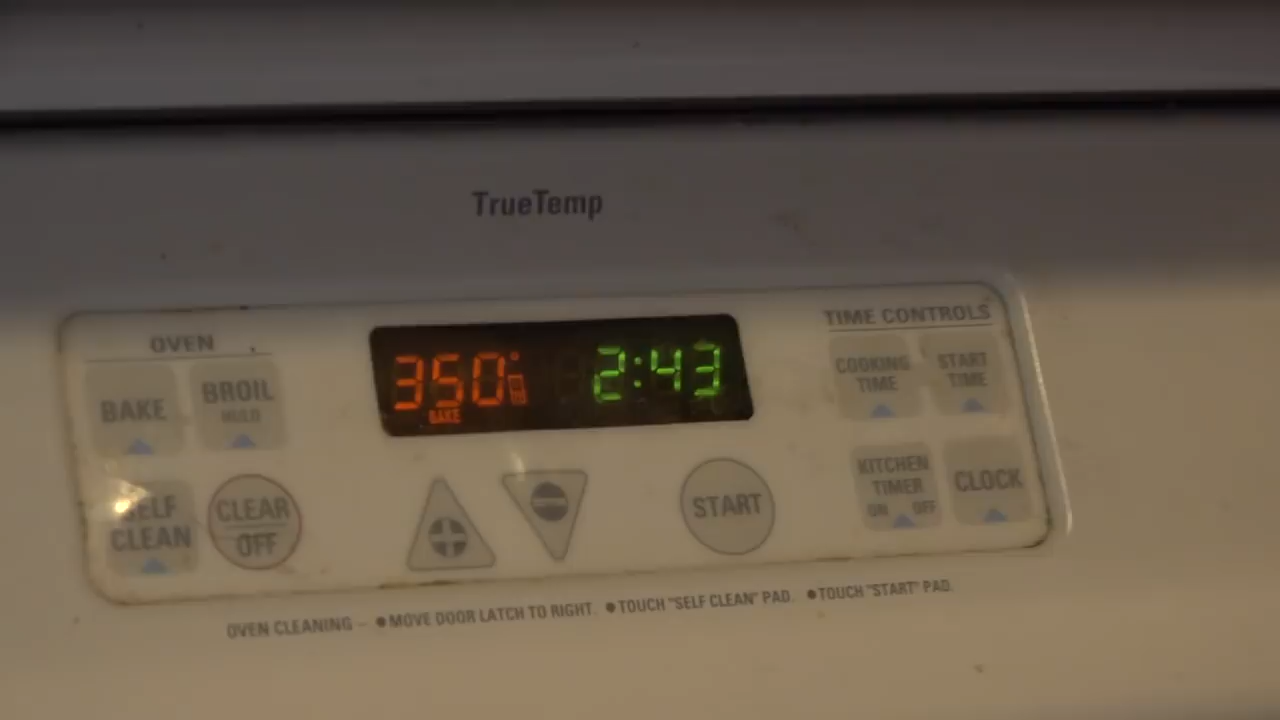 TrueTemp
OVEN
BAKE
BROIL
HI/LO
SELF
CLEAN
CLEAR
OFF
350°
BAKE
2:43
START
TIME CONTROLS
COOKING
TIME
START
TIME
KITCHEN
TIMER
ON OFF
CLOCK
OVEN CLEANING – •MOVE DOOR LATCH TO RIGHT. •TOUCH "SELF CLEAN" PAD. •TOUCH "START" PAD.